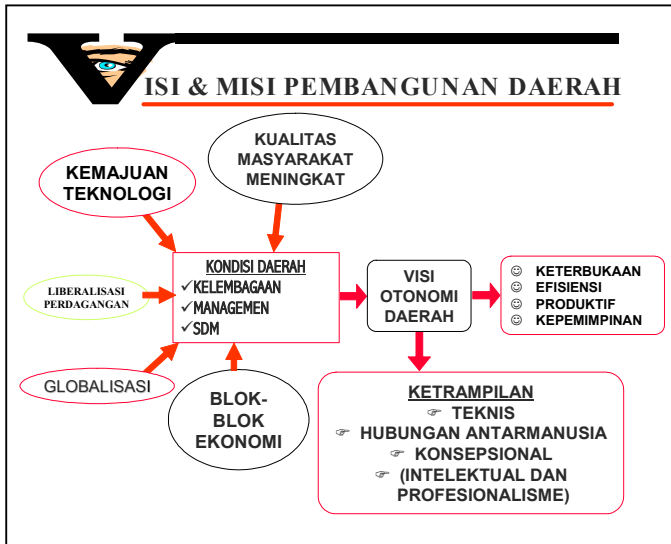 VISI & MISI PEMBANGUNAN DAERAH
KUALITAS
MASYARAKAT
MENINGKAT
KEMAJUAN
TEKNOLOGI
LIBERALISASI
PERDAGANGAN
GLOBALISASI
BLOK-
BLOK
EKONOMI
KONDISI DAERAH
✓KELEMBAGAAN
✓MANAGEMEN
✓SDM
VISI
OTONOMI
DAERAH
☺ KETERBUKAAN
☺ EFISIENSI
☺ PRODUKTIF
☺ KEPEMIMPINAN
KETRAMPILAN
☞ TEKNIS
☞ HUBUNGAN ANTARMANUSIA
☞ KONSEPSIONAL
☞ (INTELEKTUAL DAN
PROFESIONALISME)